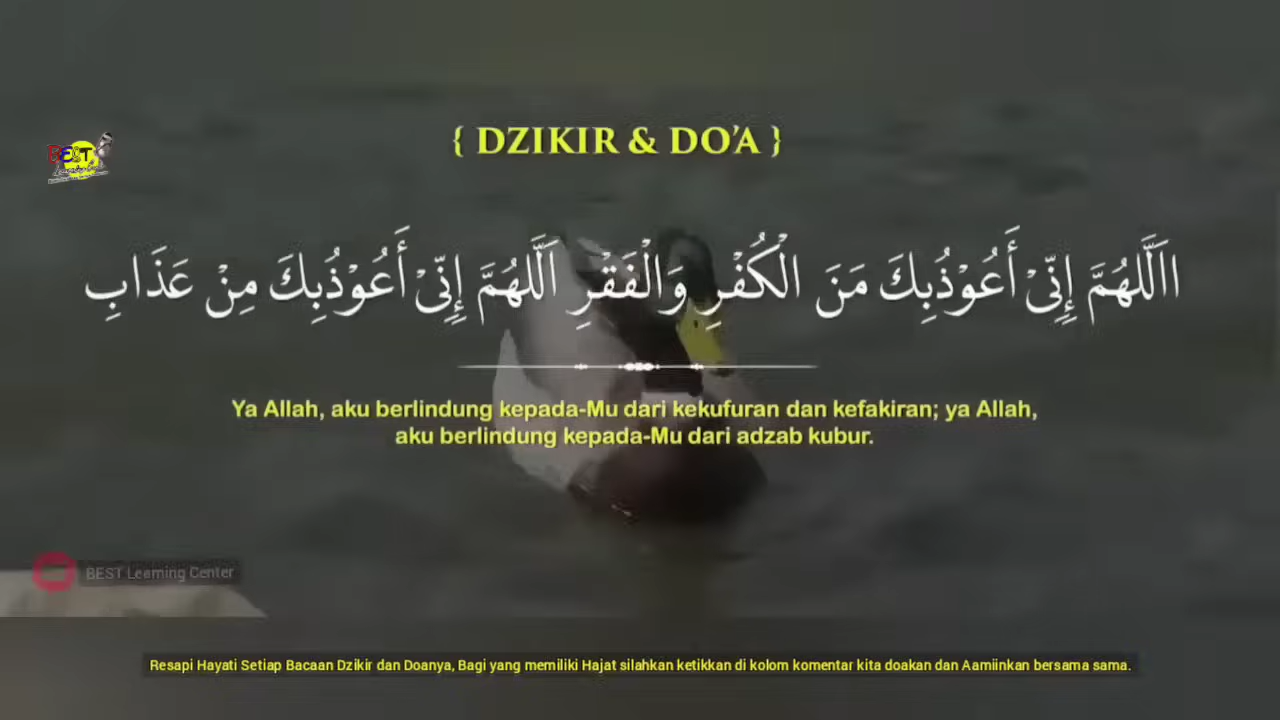 { DZIKIR & DO’A }
BEST
ااَللَّهُمَّ إِنِّيْ أَعُوْذُبِكَ مَنَ الْكُفْرِ وَالْفَقْرِ اَللَّهُمَّ إِنِّيْ أَعُوْذُبِكَ مِنْ عَذَابِ
Ya Allah, aku berlindung kepada-Mu dari kekufuran dan kefakiran; ya Allah,
aku berlindung kepada-Mu dari adzab kubur.
BEST Learning Center
Resapi Hayati Setiap Bacaan Dzikir dan Doanya, Bagi yang memiliki Hajat silahkan ketikkan di kolom komentar kita doakan dan Aamiinkan bersama sama.